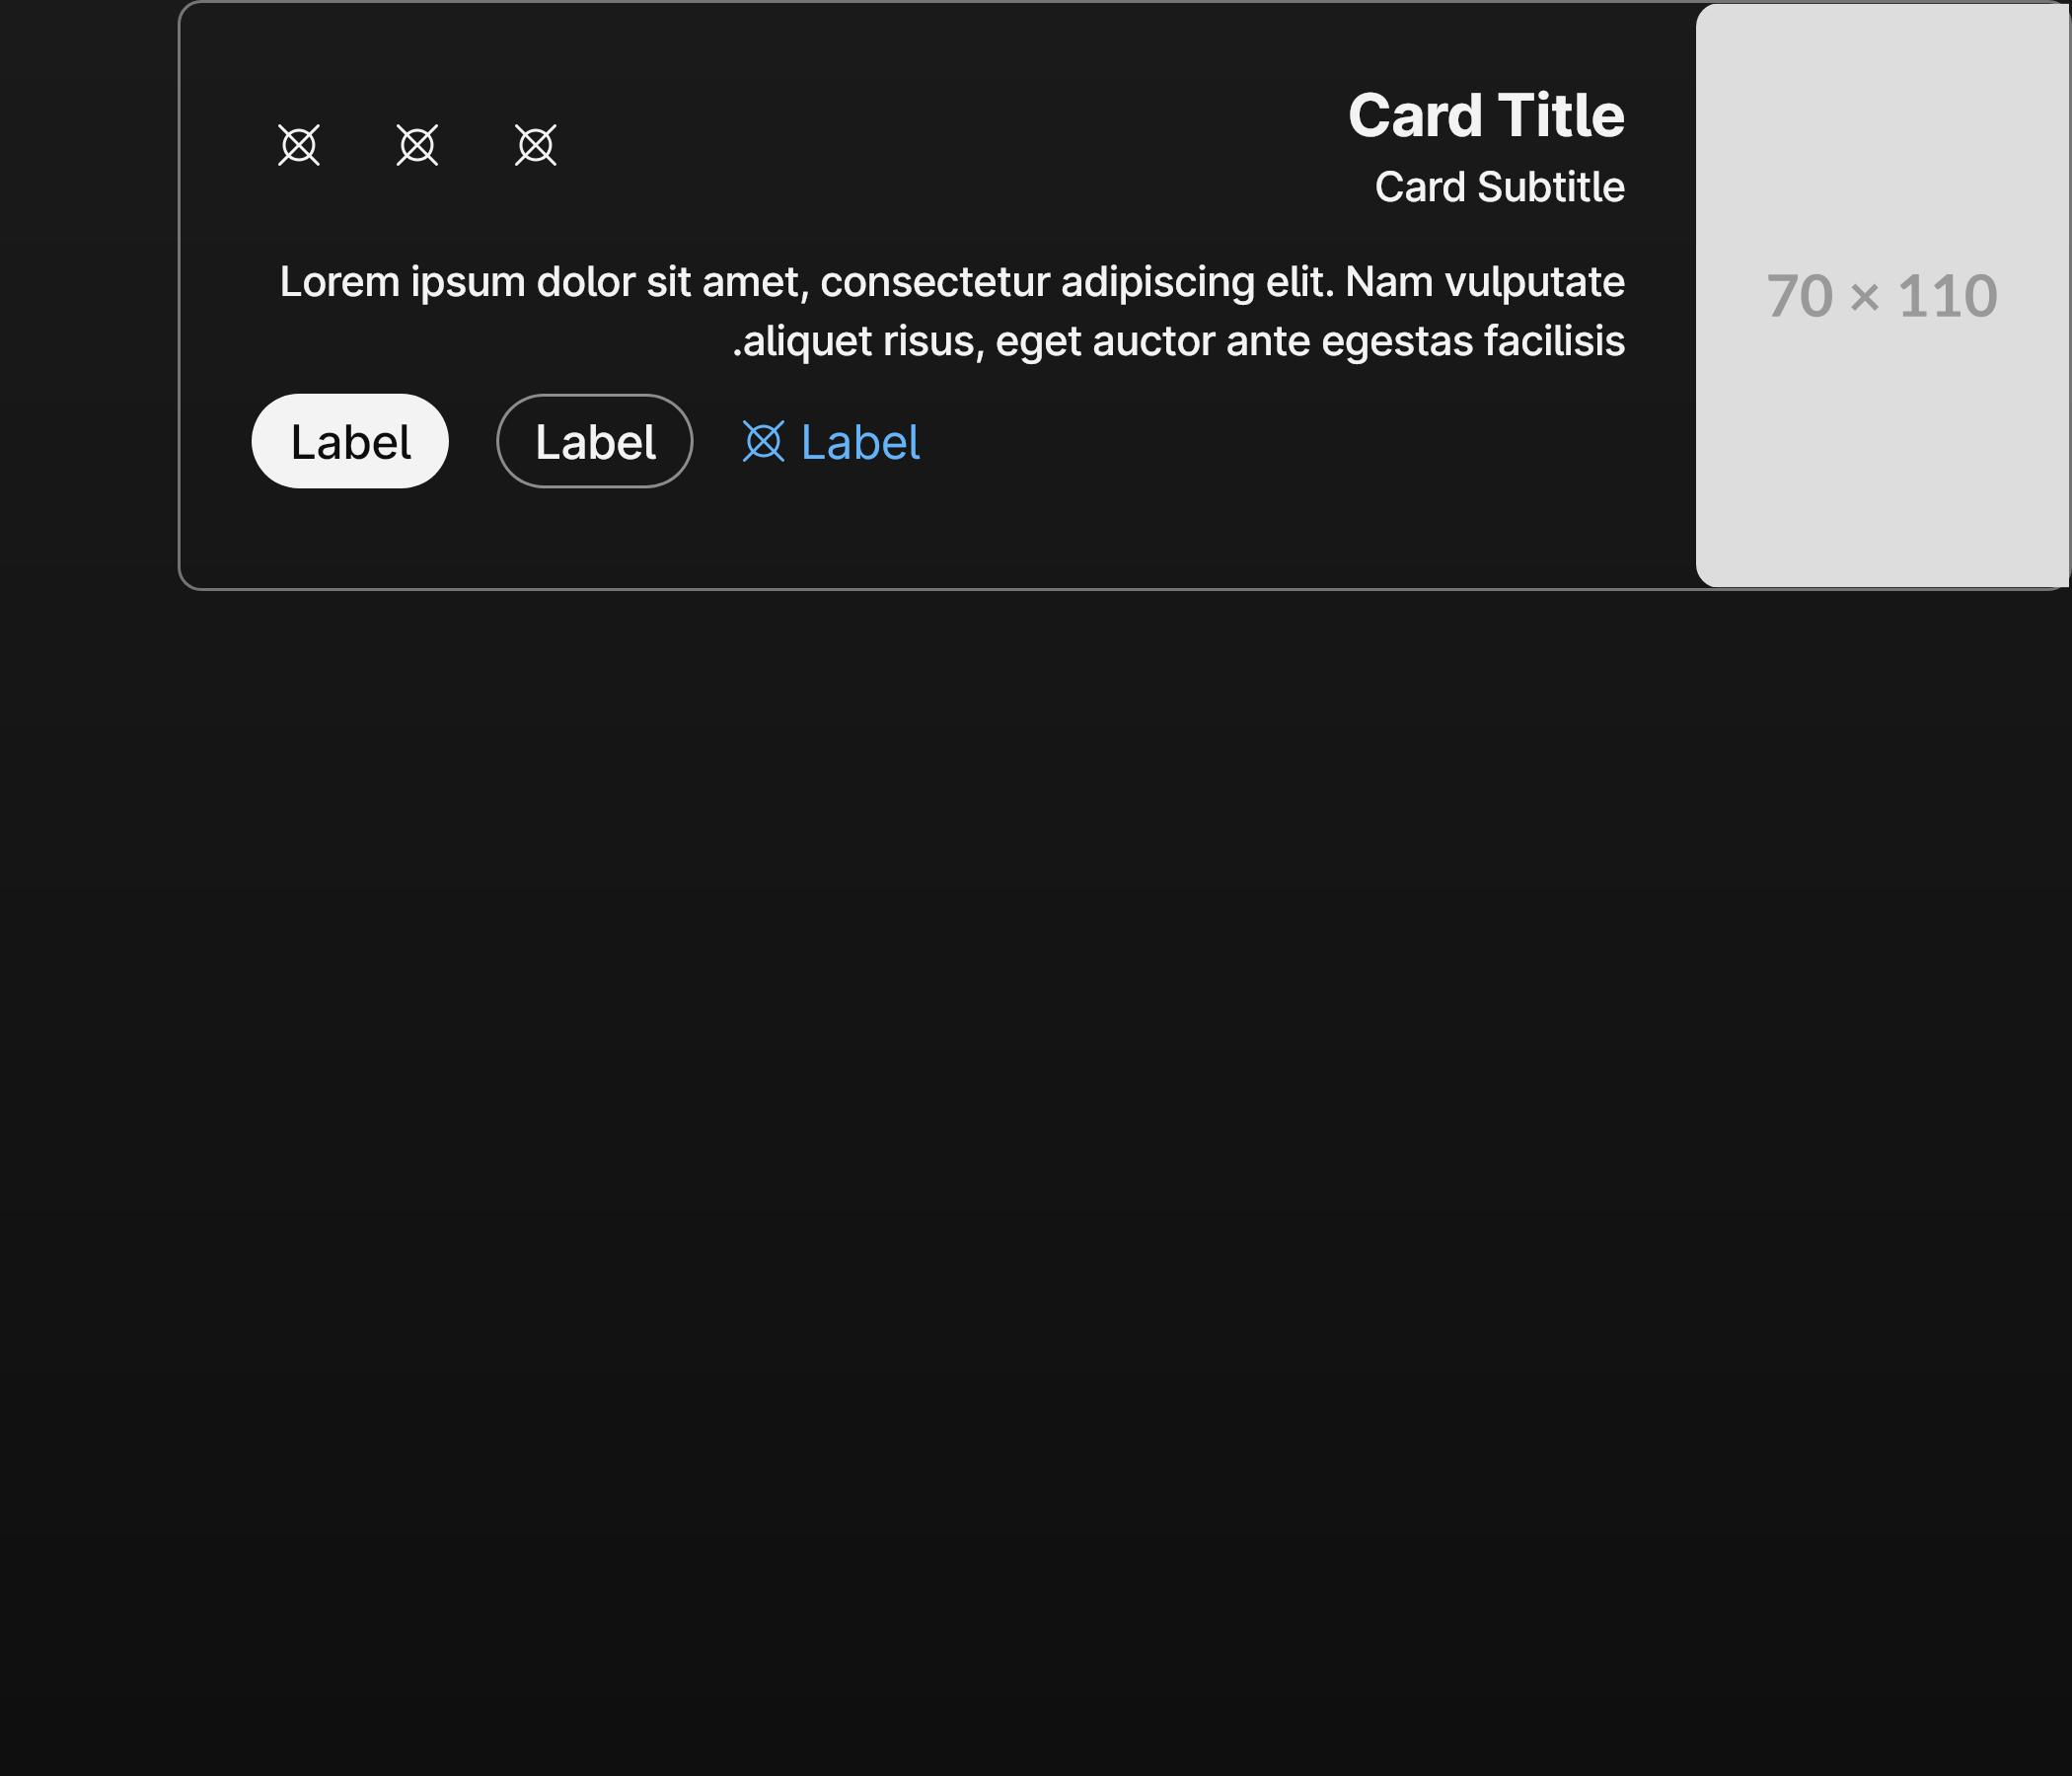 Card Title
Card Subtitle
Lorem ipsum dolor sit amet, consectetur adipiscing elit. Nam vulputate
.aliquet risus, eget auctor ante egestas facilisis
Label
Label
Label
70 × 110